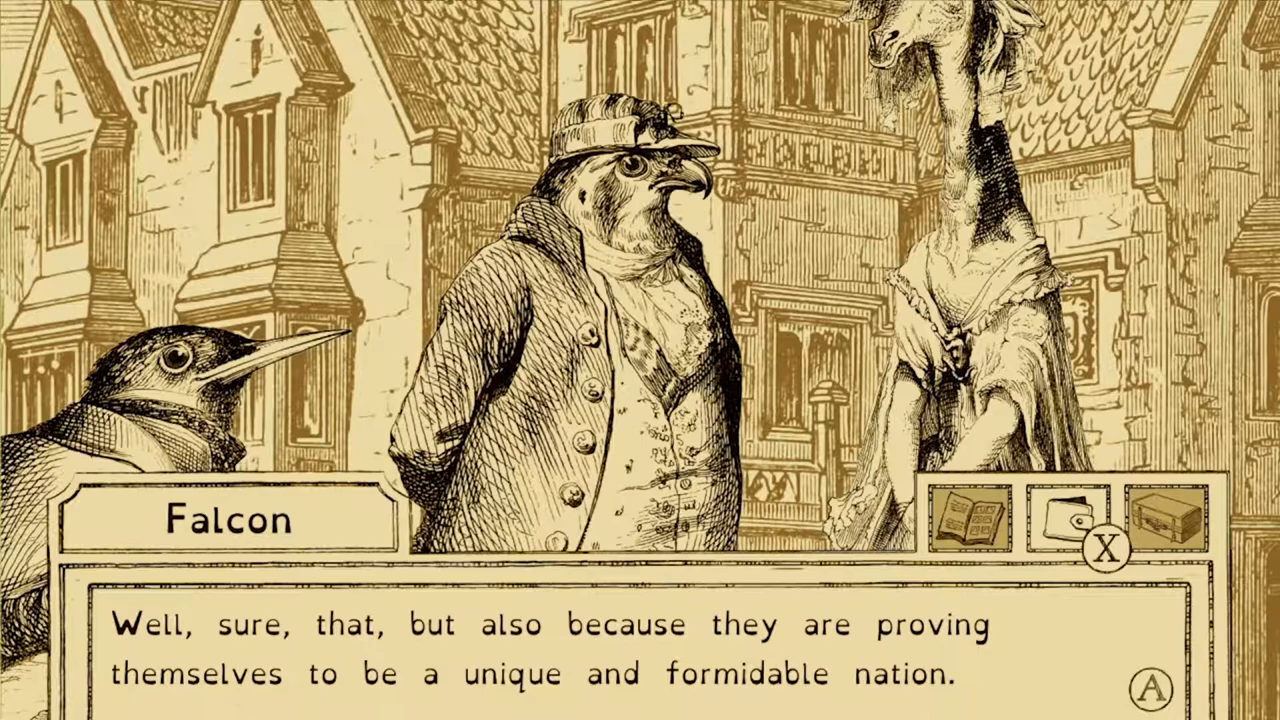 Falcon
X
Well, sure, that, but also because they are proving
themselves to be a unique and formidable nation.
A